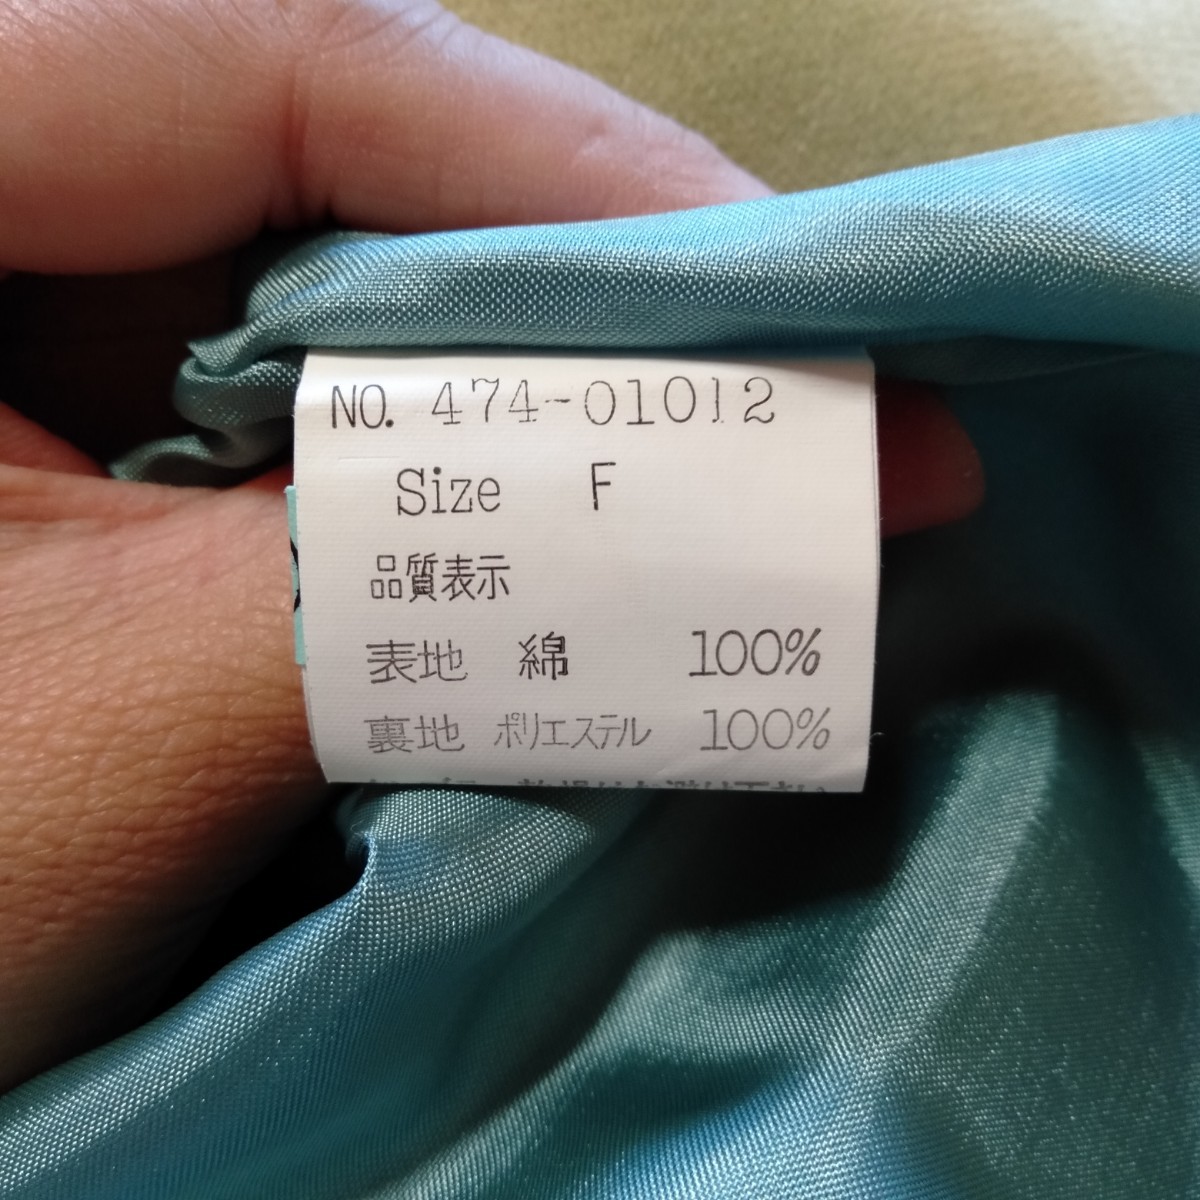 NO. 474-01012
Size F
品質表示
表地 綿 100%
裏地 ポリエステル 100%